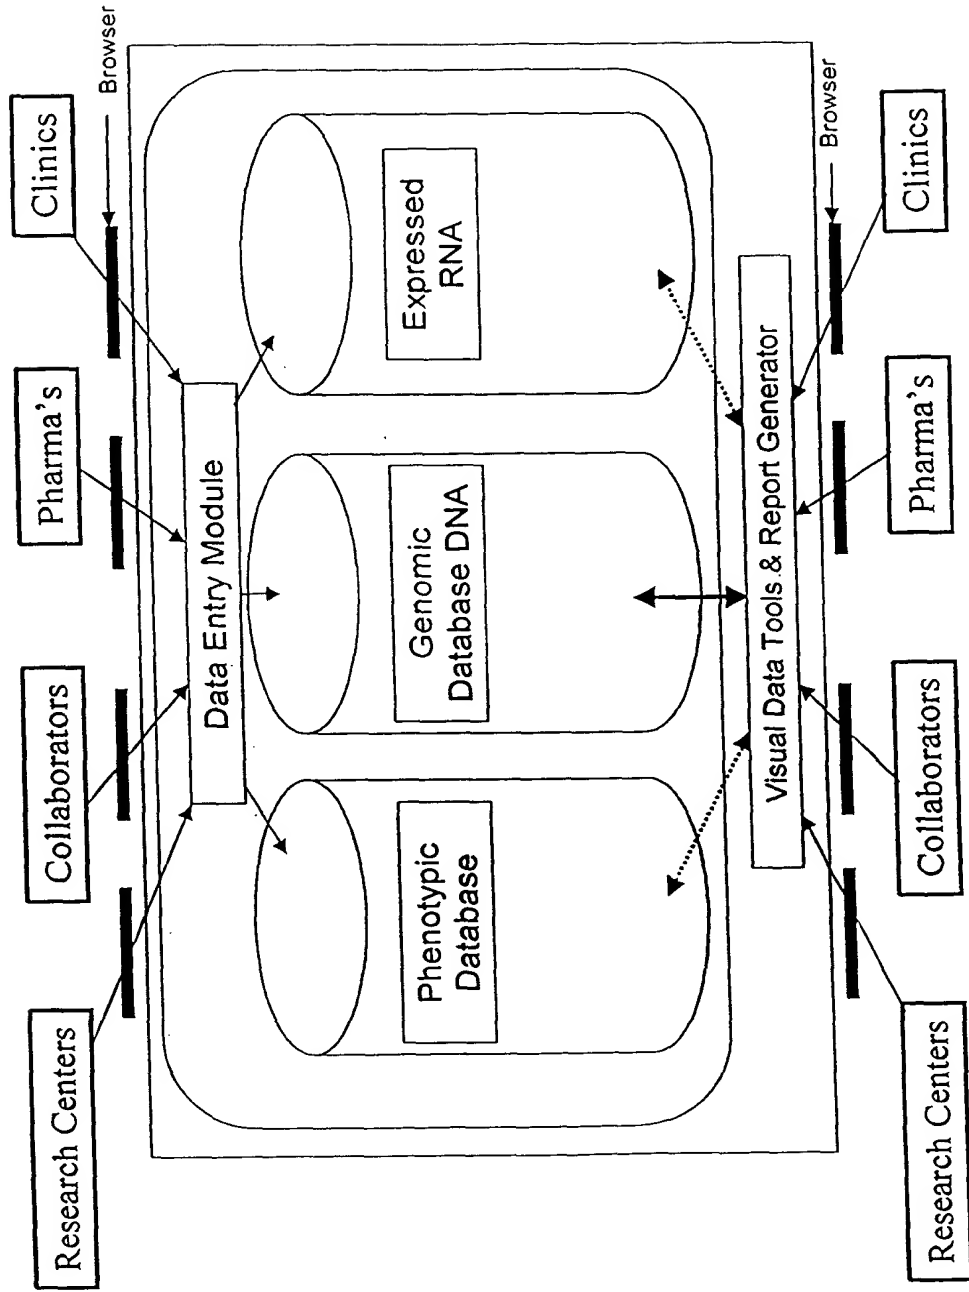 Research Centers
Collaborators
Pharma's
Clinics
Browser
Data Entry Module
Phenotypic
Database
Genomic
Database DNA
Expressed
RNA
Visual Data Tools & Report Generator
Browser
Research Centers
Collaborators
Pharma's
Clinics